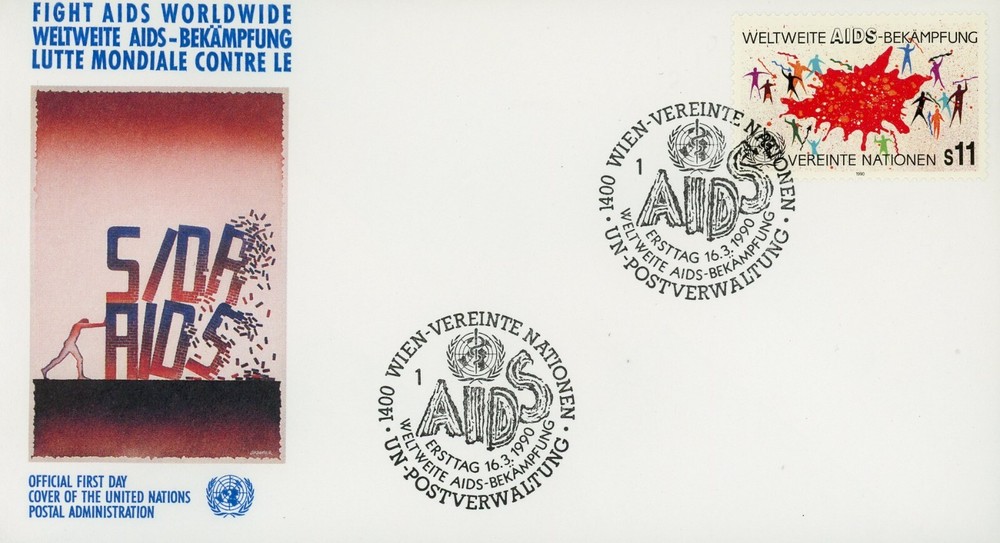 FIGHT AIDS WORLDWIDE
WELTWEITE AIDS-BEKÄMPFUNG
LUTTE MONDIALE CONTRE LE
SIDA
AIDS
OFFICIAL FIRST DAY
COVER OF THE UNITED NATIONS
POSTAL ADMINISTRATION
WELTWEITE AIDS-BEKÄMPFUNG
VEREINTE NATIONEN s11
1990
1400 WIEN-VEREINTE NATIONEN
1
AIDS
ERSTTAG 16.3.1990
WELTWEITE AIDS-BEKÄMPFUNG
· UN-POSTVERWALTUNG ·
1400 WIEN-VEREINTE NATIONEN
1
AIDS
ERSTTAG 16.3.1990
WELTWEITE AIDS-BEKÄMPFUNG
· UN-POSTVERWALTUNG ·